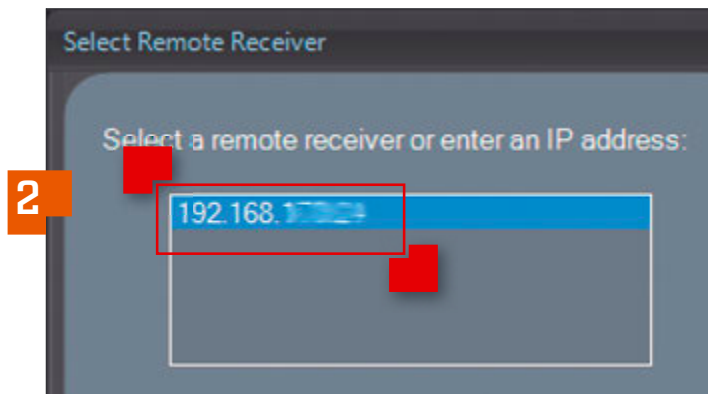 Select Remote Receiver
Select a remote receiver or enter an IP address:
2
192.168.